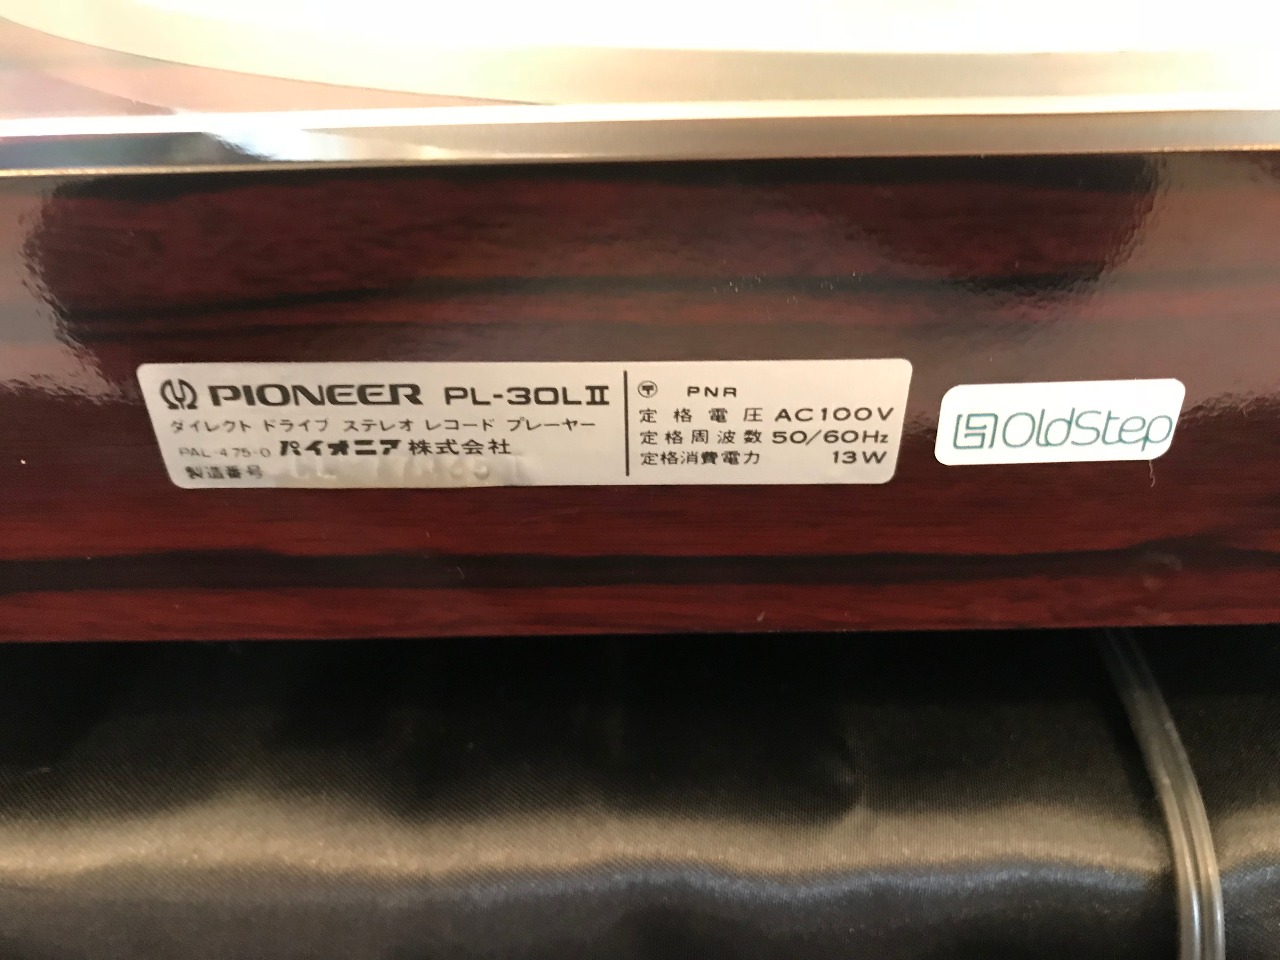 PIONEER PL-30LII
ダイレクト ドライブ ステレオ レコード プレーヤー
PAL-475-0 パイオニア株式会社
製造番号
〒 PNR
定格電圧 AC100V
定格周波数 50/60Hz
定格消費電力 13W
OldStep